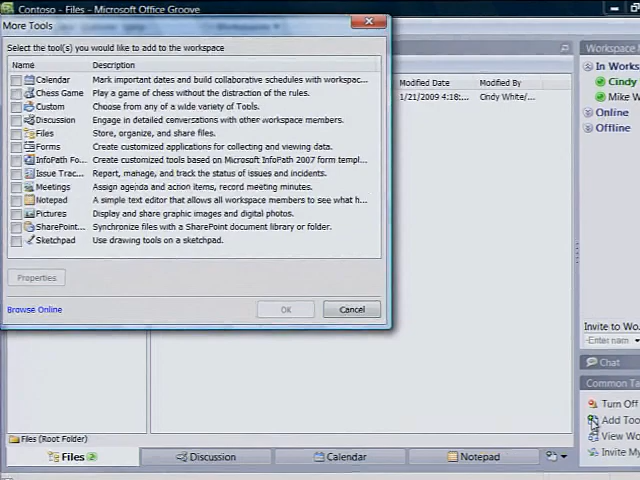 Contoso - Files - Microsoft Office Groove
More Tools
Select the tool(s) you would like to add to the workspace
Name Description
Calendar Mark important dates and build collaborative schedules with workspac...
Chess Game Play a game of chess without the distraction of the rules.
Custom Choose from any of a wide variety of Tools.
Discussion Engage in detailed conversations with other workspace members.
Files Store, organize, and share files.
Forms Create customized applications for collecting and viewing data.
InfoPath Fo... Create customized tools based on Microsoft InfoPath 2007 form templ...
Issue Trac... Report, manage, and track the status of issues and incidents.
Meetings Assign agenda and action items, record meeting minutes.
Notepad A simple text editor that allows all workspace members to see what h...
Pictures Display and share graphic images and digital photos.
SharePoint... Synchronize files with a SharePoint document library or folder.
Sketchpad Use drawing tools on a sketchpad.
Properties
Browse Online OK Cancel
Modified Date Modified By
1/21/2009 4:18:... Cindy White/...
Workspace M
In Works
Cindy
Mike W
Online
Offline
Invite to Wo...
-Enter nam
Chat
Common Ta
Turn Off
Add Too
View Wo
Invite My
Files (Root Folder)
Files 2 Discussion Calendar Notepad